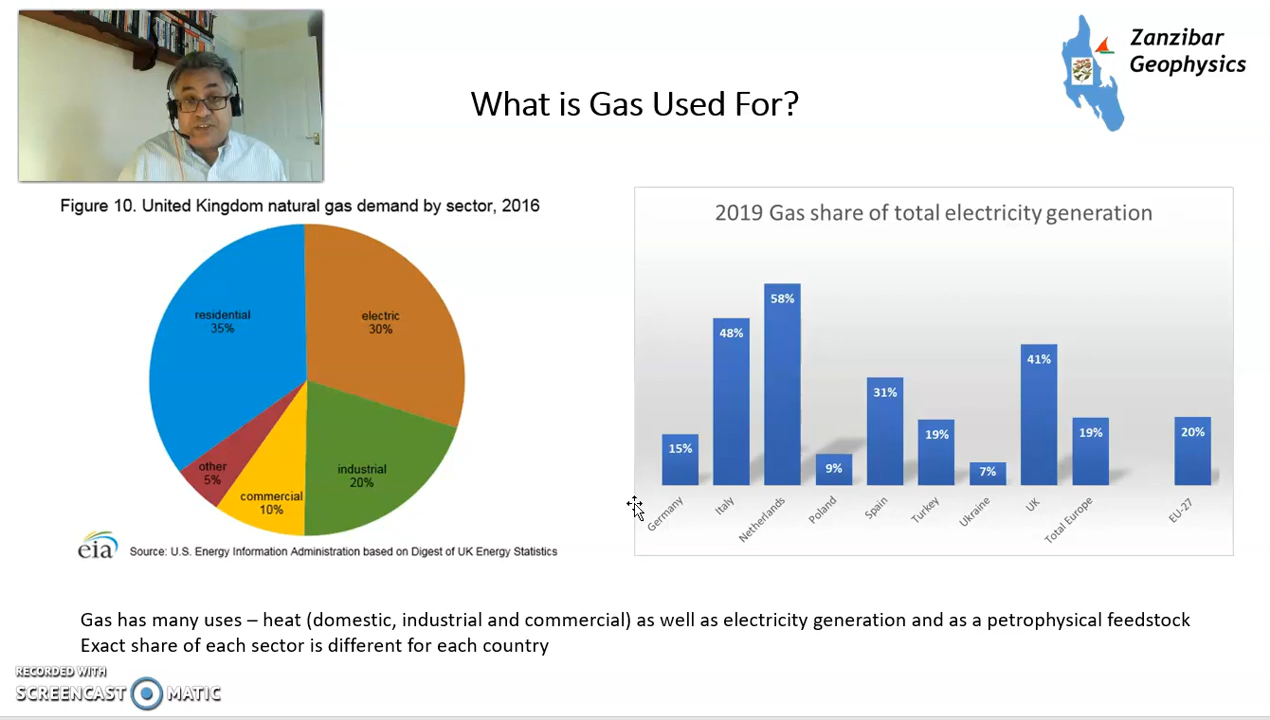 Zanzibar
Geophysics
What is Gas Used For?
Figure 10. United Kingdom natural gas demand by sector, 2016
residential
35%
electric
30%
other
5%
commercial
10%
industrial
20%
eia
Source: U.S. Energy Information Administration based on Digest of UK Energy Statistics
2019 Gas share of total electricity generation
15%
48%
58%
9%
31%
19%
7%
41%
19%
20%
Germany
Italy
Netherlands
Poland
Spain
Turkey
Ukraine
UK
Total Europe
EU-27
Gas has many uses – heat (domestic, industrial and commercial) as well as electricity generation and as a petrophysical feedstock
Exact share of each sector is different for each country
RECORDED WITH
SCREENCAST MATIC